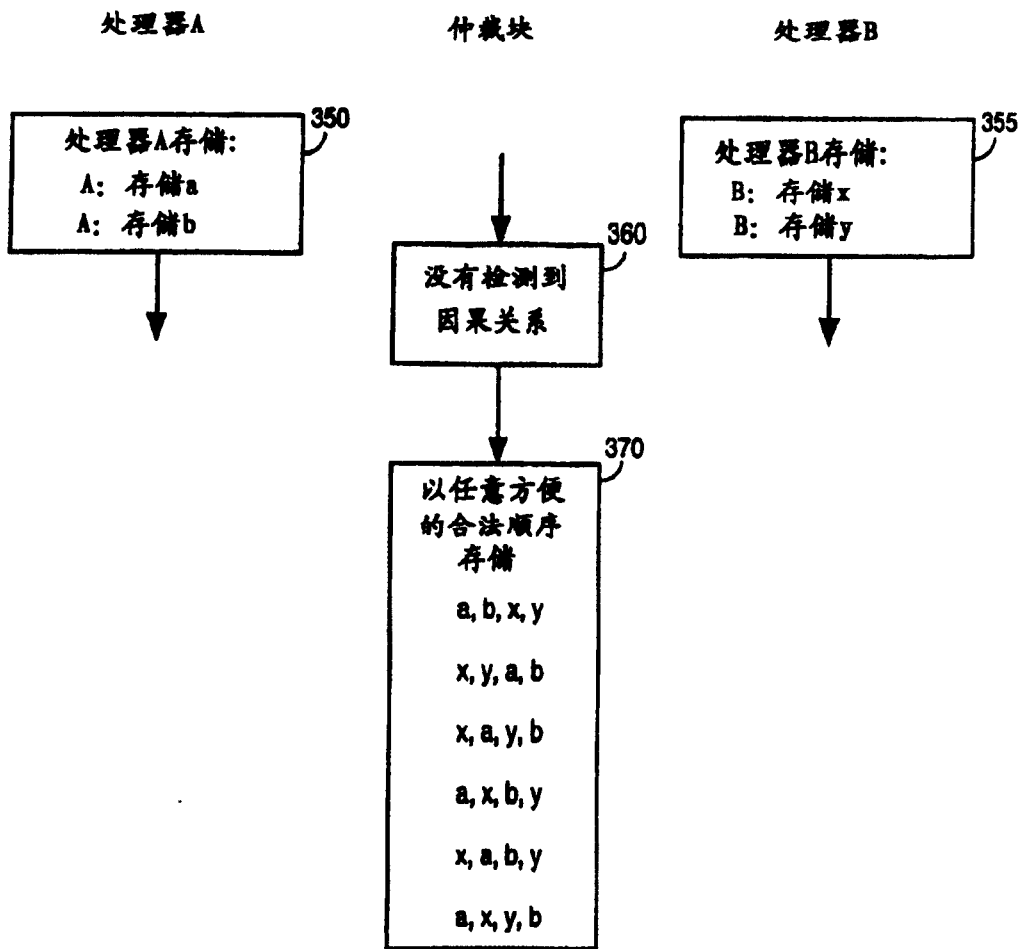 处理器A
仲裁块
处理器B
350
处理器A存储:
A: 存储a
A: 存储b
355
处理器B存储:
B: 存储x
B: 存储y
360
没有检测到
因果关系
370
以任意方便
的合法顺序
存储
a, b, x, y
x, y, a, b
x, a, y, b
a, x, b, y
x, a, b, y
a, x, y, b